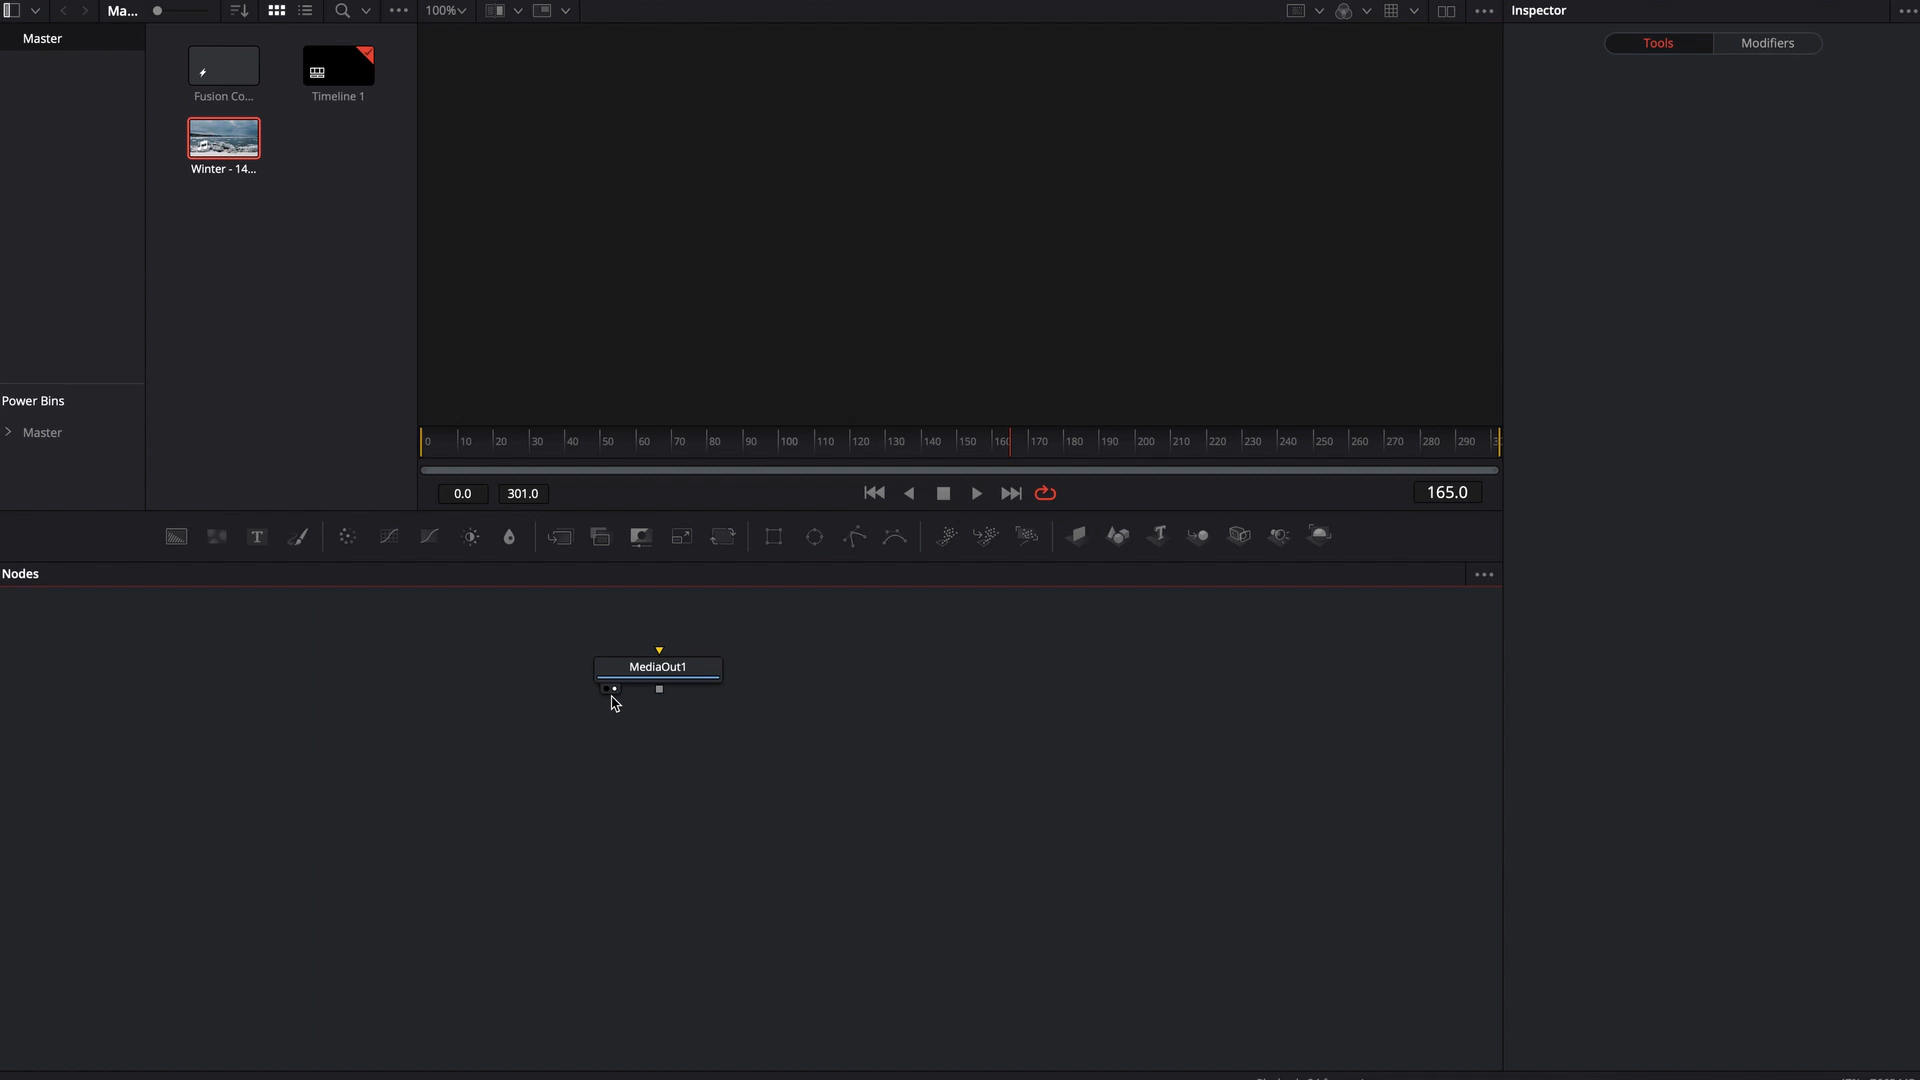 Ma...
100%
Inspector
Master
Tools
Modifiers
Fusion Co...
Timeline 1
Winter - 14...
Power Bins
Master
0 10 20 30 40 50 60 70 80 90 100 110 120 130 140 150 160 170 180 190 200 210 220 230 240 250 260 270 280 290
0.0
301.0
165.0
T
Nodes
MediaOut1